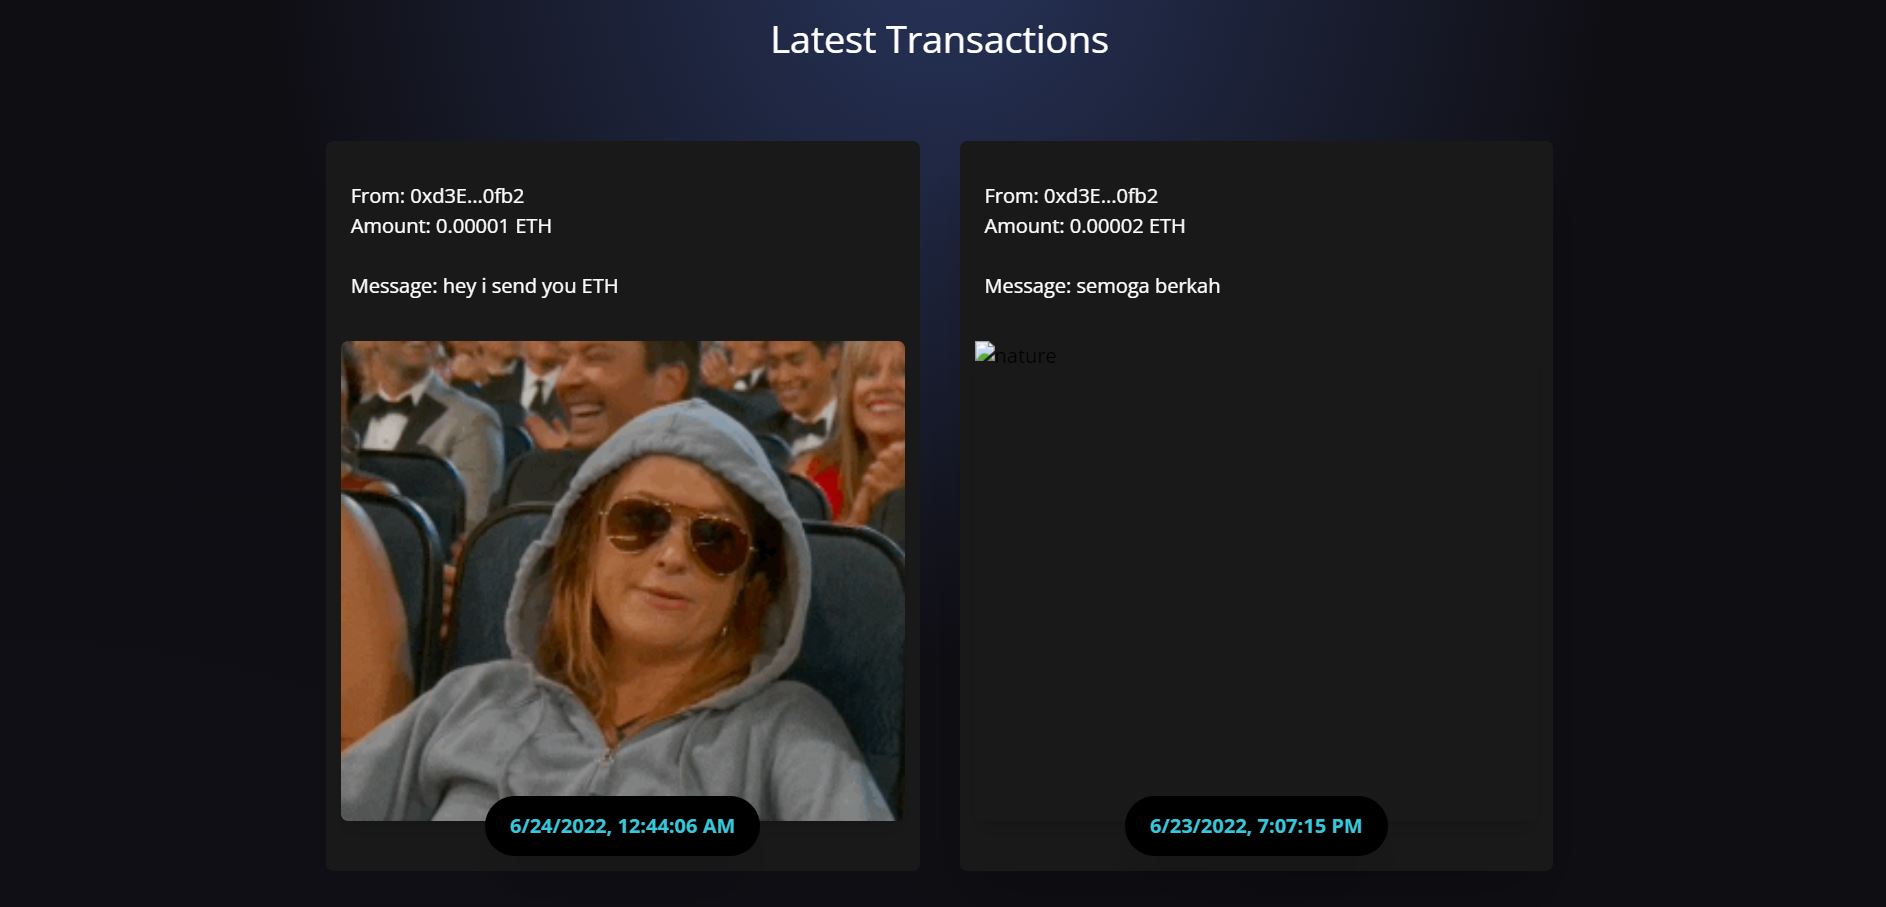 Latest Transactions
From: 0xd3E...0fb2
Amount: 0.00001 ETH
Message: hey i send you ETH
6/24/2022, 12:44:06 AM
From: 0xd3E...0fb2
Amount: 0.00002 ETH
Message: semoga berkah
nature
6/23/2022, 7:07:15 PM